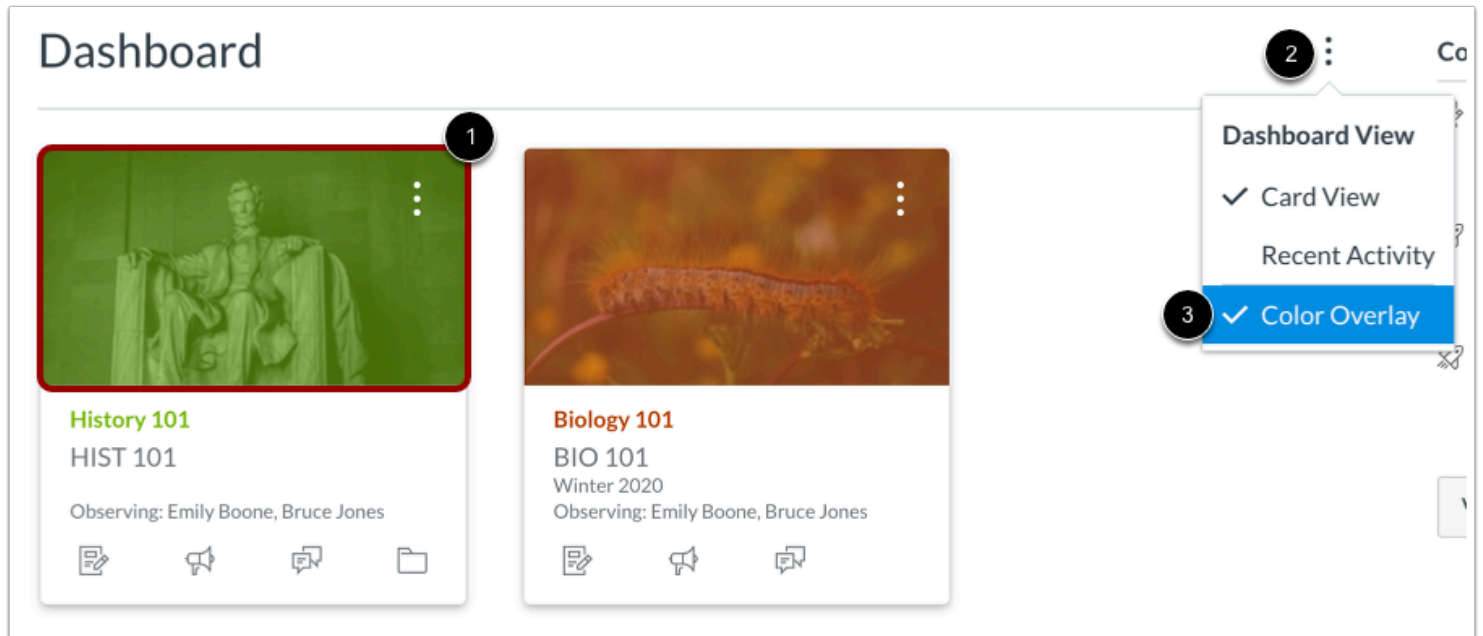 Dashboard
2
Co
1
Dashboard View
Card View
Recent Activity
3
Color Overlay
History 101
HIST 101
Observing: Emily Boone, Bruce Jones
Biology 101
BIO 101
Winter 2020
Observing: Emily Boone, Bruce Jones